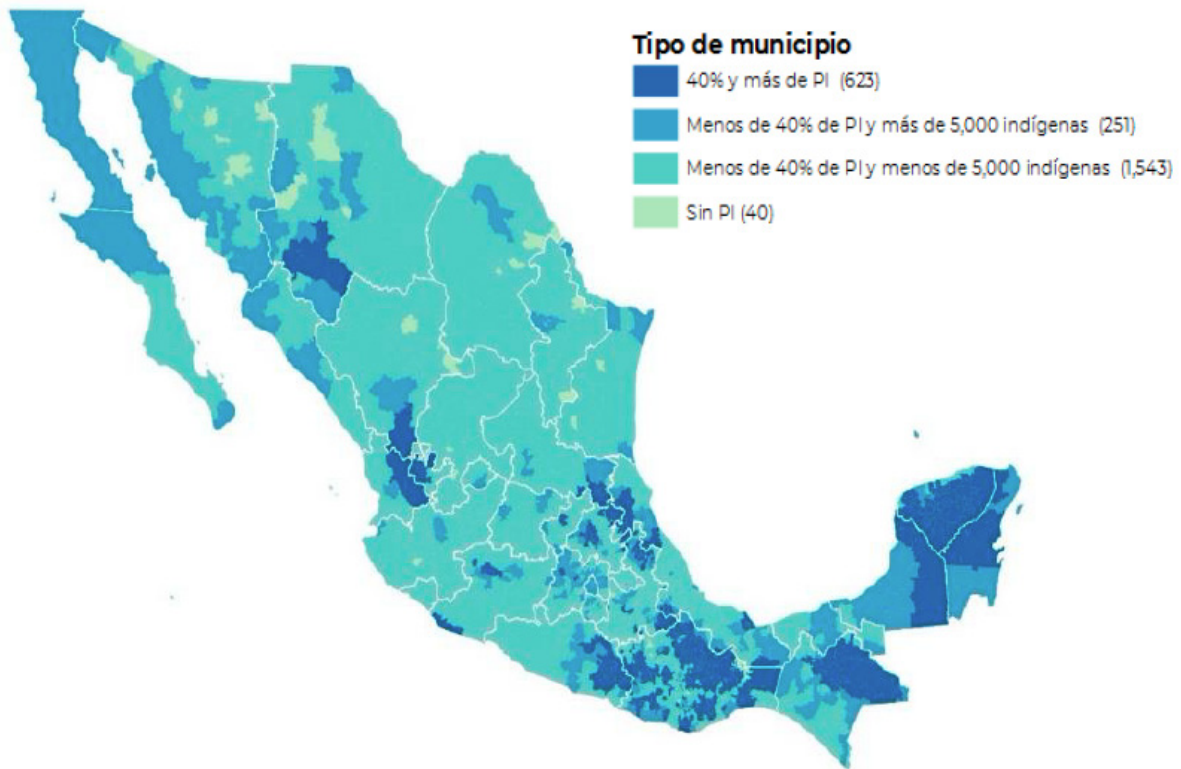 Tipo de municipio
40% y más de PI (623)
Menos de 40% de PI y más de 5,000 indígenas (251)
Menos de 40% de PI y menos de 5,000 indígenas (1,543)
Sin PI (40)